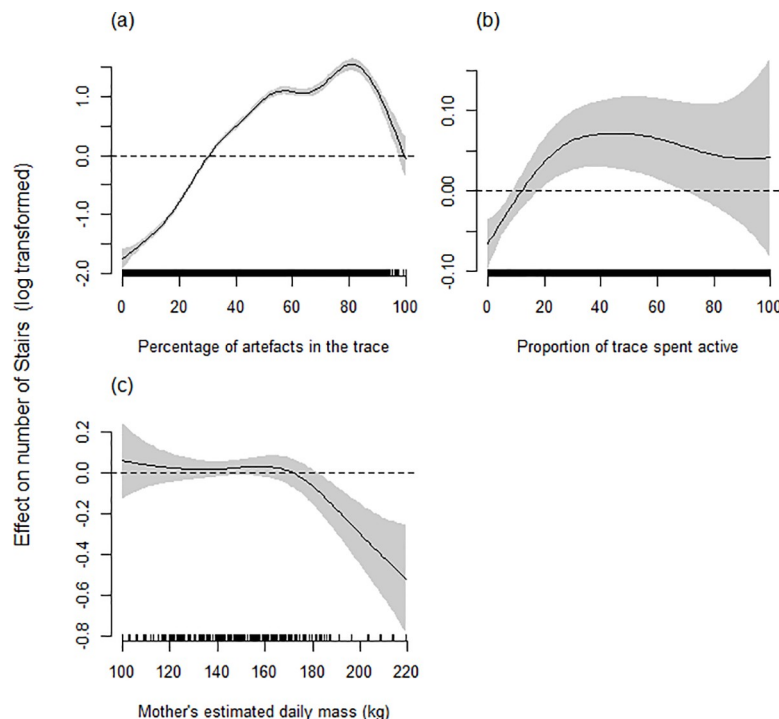 (a)
(b)
Effect on number of Stairs (log transformed)
1.0
0.0
-1.0
-2.0
0 20 40 60 80 100
Percentage of artefacts in the trace
0.10
0.00
-0.10
0 20 40 60 80 100
Proportion of trace spent active
(c)
0.2
0.0
-0.2
-0.4
-0.6
-0.8
100 120 140 160 180 200 220
Mother's estimated daily mass (kg)